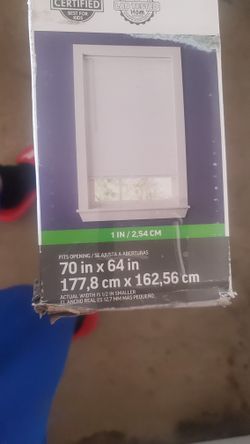 CERTIFIED
BEST FOR
KIDS
1 IN / 2,54 CM
FITS OPENING / SE AJUSTA A ABERTURAS
70 in x 64 in
177,8 cm x 162,56 cm
ACTUAL WIDTH IS 1/2 IN SMALLER
EL ANCHO REAL ES 12,7 MM MAS PEQUEÑO